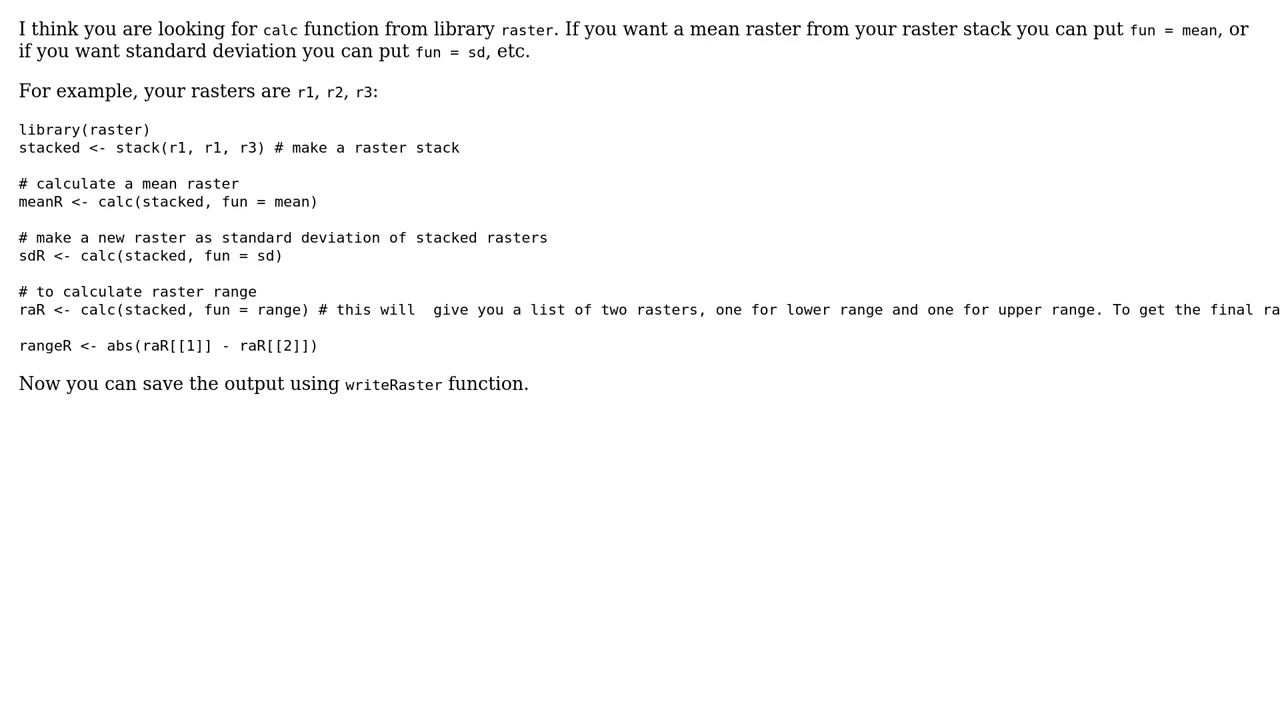 I think you are looking for calc function from library raster. If you want a mean raster from your raster stack you can put fun = mean, or
if you want standard deviation you can put fun = sd, etc.
For example, your rasters are r1, r2, r3:
library(raster)
stacked <- stack(r1, r1, r3) # make a raster stack
# calculate a mean raster
meanR <- calc(stacked, fun = mean)
# make a new raster as standard deviation of stacked rasters
sdR <- calc(stacked, fun = sd)
# to calculate raster range
raR <- calc(stacked, fun = range) # this will  give you a list of two rasters, one for lower range and one for upper range. To get the final ra
rangeR <- abs(raR[[1]] - raR[[2]])
Now you can save the output using writeRaster function.